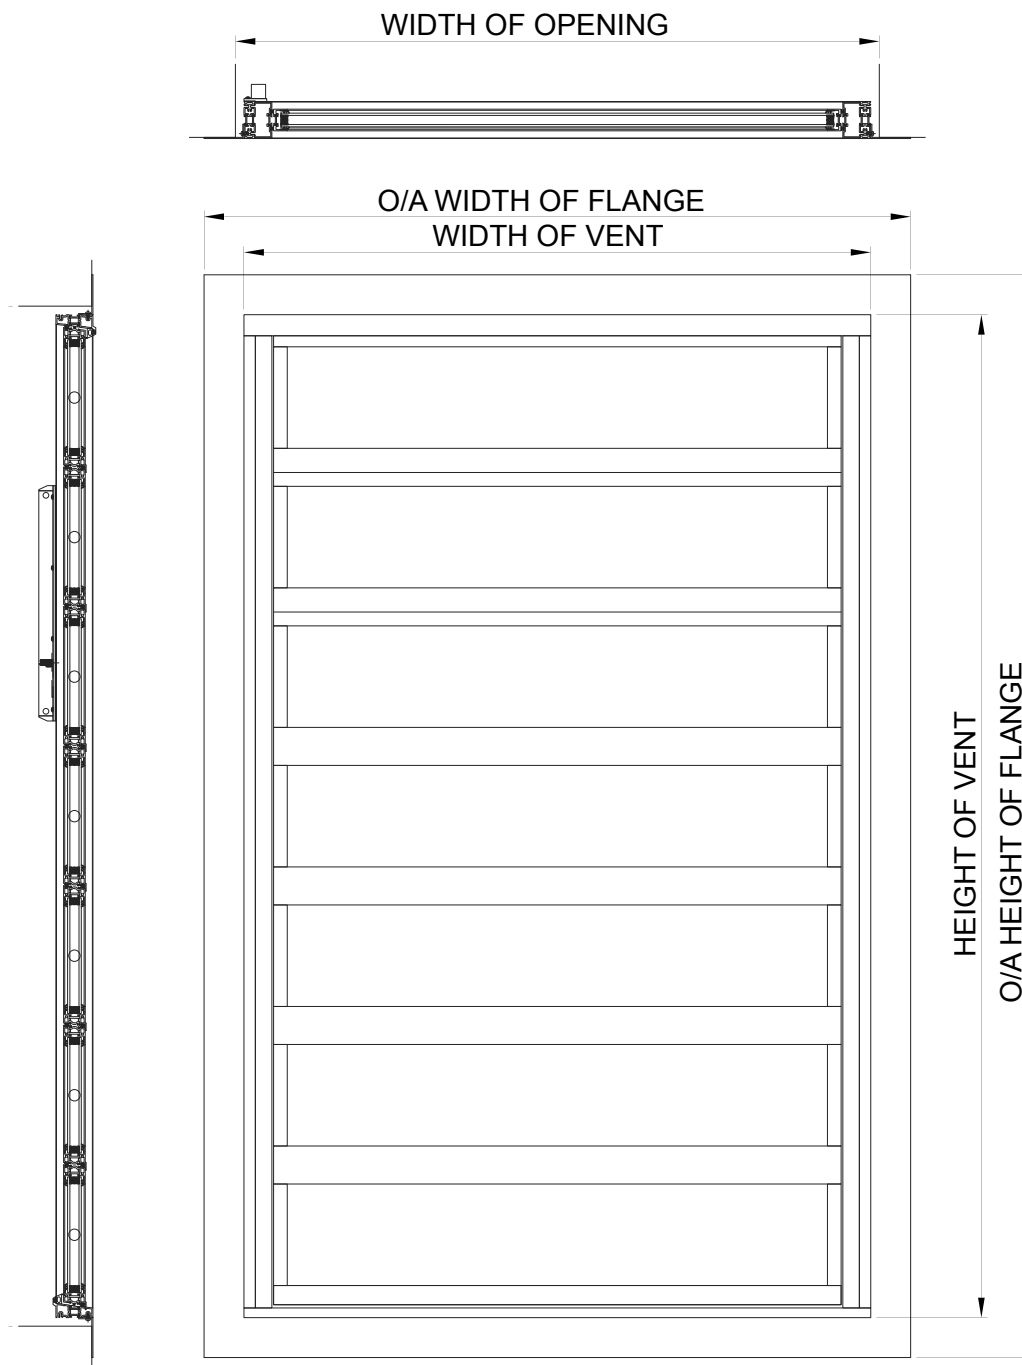 WIDTH OF OPENING
O/A WIDTH OF FLANGE
WIDTH OF VENT
HEIGHT OF VENT
O/A HEIGHT OF FLANGE